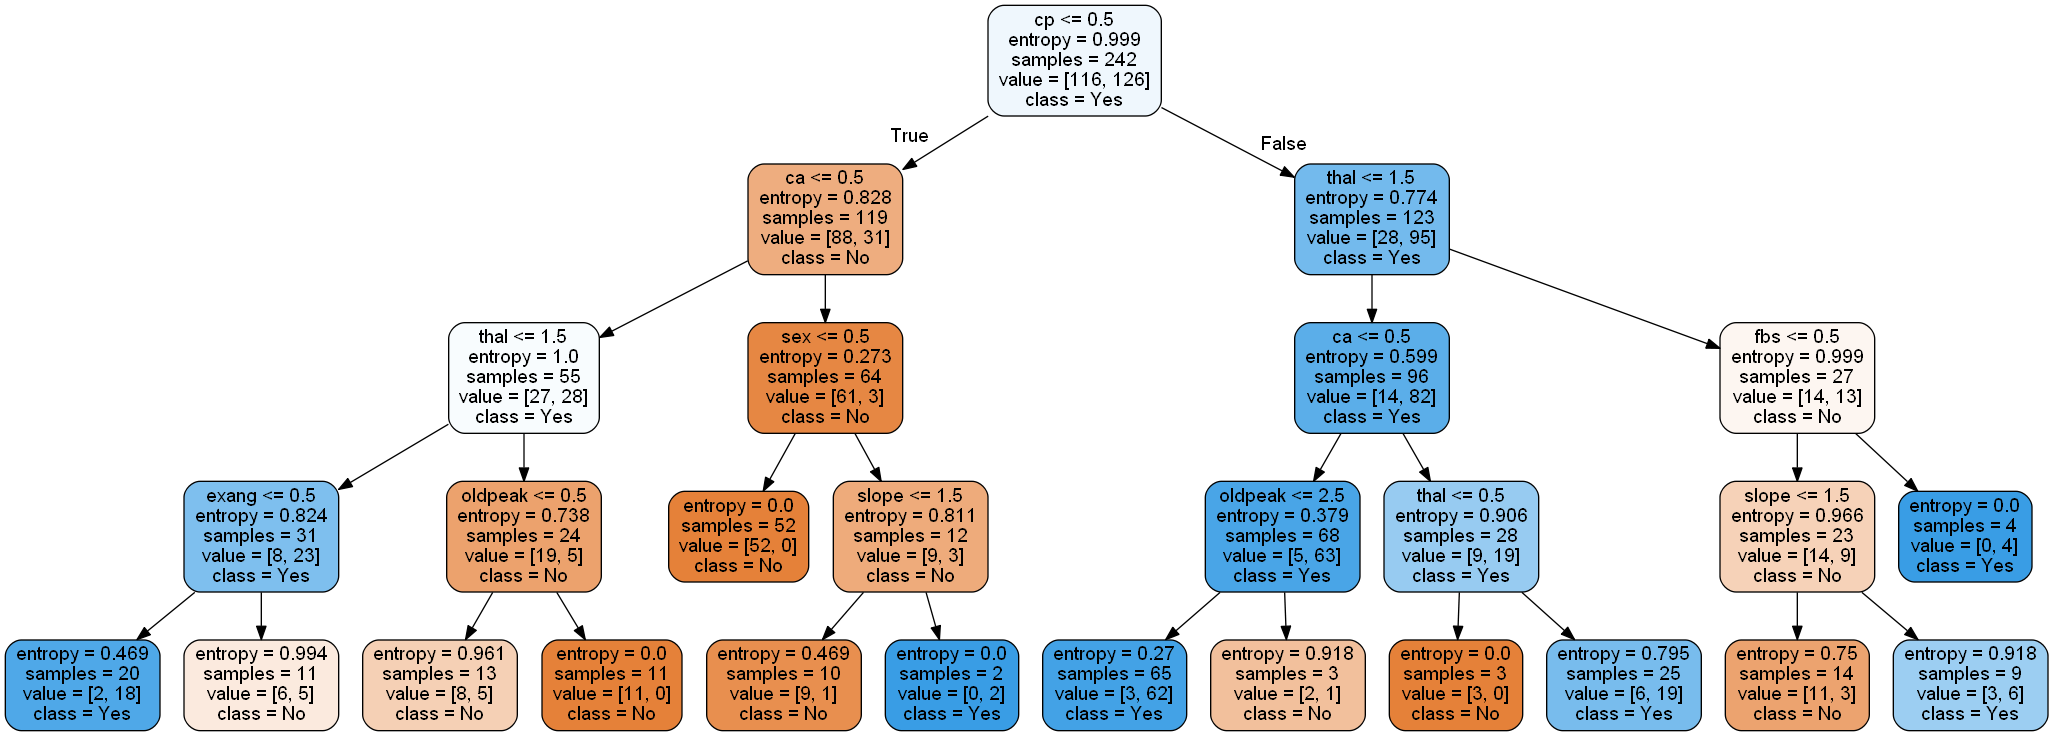 cp <= 0.5
entropy = 0.999
samples = 242
value = [116, 126]
class = Yes
True
False
ca <= 0.5
entropy = 0.828
samples = 119
value = [88, 31]
class = No
thal <= 1.5
entropy = 0.774
samples = 123
value = [28, 95]
class = Yes
thal <= 1.5
entropy = 1.0
samples = 55
value = [27, 28]
class = Yes
sex <= 0.5
entropy = 0.273
samples = 64
value = [61, 3]
class = No
ca <= 0.5
entropy = 0.599
samples = 96
value = [14, 82]
class = Yes
fbs <= 0.5
entropy = 0.999
samples = 27
value = [14, 13]
class = No
exang <= 0.5
entropy = 0.824
samples = 31
value = [8, 23]
class = Yes
oldpeak <= 0.5
entropy = 0.738
samples = 24
value = [19, 5]
class = No
entropy = 0.0
samples = 52
value = [52, 0]
class = No
slope <= 1.5
entropy = 0.811
samples = 12
value = [9, 3]
class = No
oldpeak <= 2.5
entropy = 0.379
samples = 68
value = [5, 63]
class = Yes
thal <= 0.5
entropy = 0.906
samples = 28
value = [9, 19]
class = Yes
slope <= 1.5
entropy = 0.966
samples = 23
value = [14, 9]
class = No
entropy = 0.0
samples = 4
value = [0, 4]
class = Yes
entropy = 0.469
samples = 20
value = [2, 18]
class = Yes
entropy = 0.994
samples = 11
value = [6, 5]
class = No
entropy = 0.961
samples = 13
value = [8, 5]
class = No
entropy = 0.0
samples = 11
value = [11, 0]
class = No
entropy = 0.469
samples = 10
value = [9, 1]
class = No
entropy = 0.0
samples = 2
value = [0, 2]
class = Yes
entropy = 0.27
samples = 65
value = [3, 62]
class = Yes
entropy = 0.918
samples = 3
value = [2, 1]
class = No
entropy = 0.0
samples = 3
value = [3, 0]
class = No
entropy = 0.795
samples = 25
value = [6, 19]
class = Yes
entropy = 0.75
samples = 14
value = [11, 3]
class = No
entropy = 0.918
samples = 9
value = [3, 6]
class = Yes